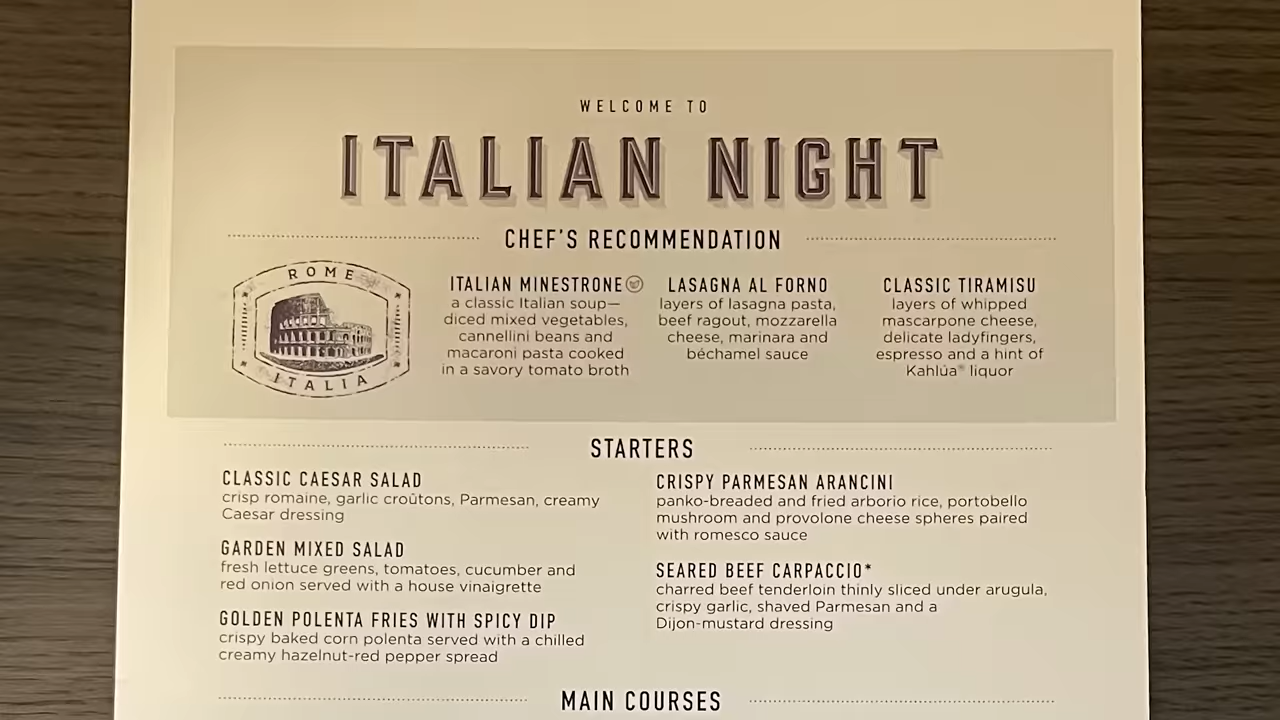 WELCOME TO
ITALIAN NIGHT
CHEF'S RECOMMENDATION
ROME
ITALIA
ITALIAN MINESTRONE
a classic Italian soup—
diced mixed vegetables,
cannellini beans and
macaroni pasta cooked
in a savory tomato broth
LASAGNA AL FORNO
layers of lasagna pasta,
beef ragout, mozzarella
cheese, marinara and
béchamel sauce
CLASSIC TIRAMISU
layers of whipped
mascarpone cheese,
delicate ladyfingers,
espresso and a hint of
Kahlúa® liquor
STARTERS
CLASSIC CAESAR SALAD
crisp romaine, garlic croûtons, Parmesan, creamy
Caesar dressing
GARDEN MIXED SALAD
fresh lettuce greens, tomatoes, cucumber and
red onion served with a house vinaigrette
GOLDEN POLENTA FRIES WITH SPICY DIP
crispy baked corn polenta served with a chilled
creamy hazelnut-red pepper spread
CRISPY PARMESAN ARANCINI
panko-breaded and fried arborio rice, portobello
mushroom and provolone cheese spheres paired
with romesco sauce
SEARED BEEF CARPACCIO*
charred beef tenderloin thinly sliced under arugula,
crispy garlic, shaved Parmesan and a
Dijon-mustard dressing
MAIN COURSES